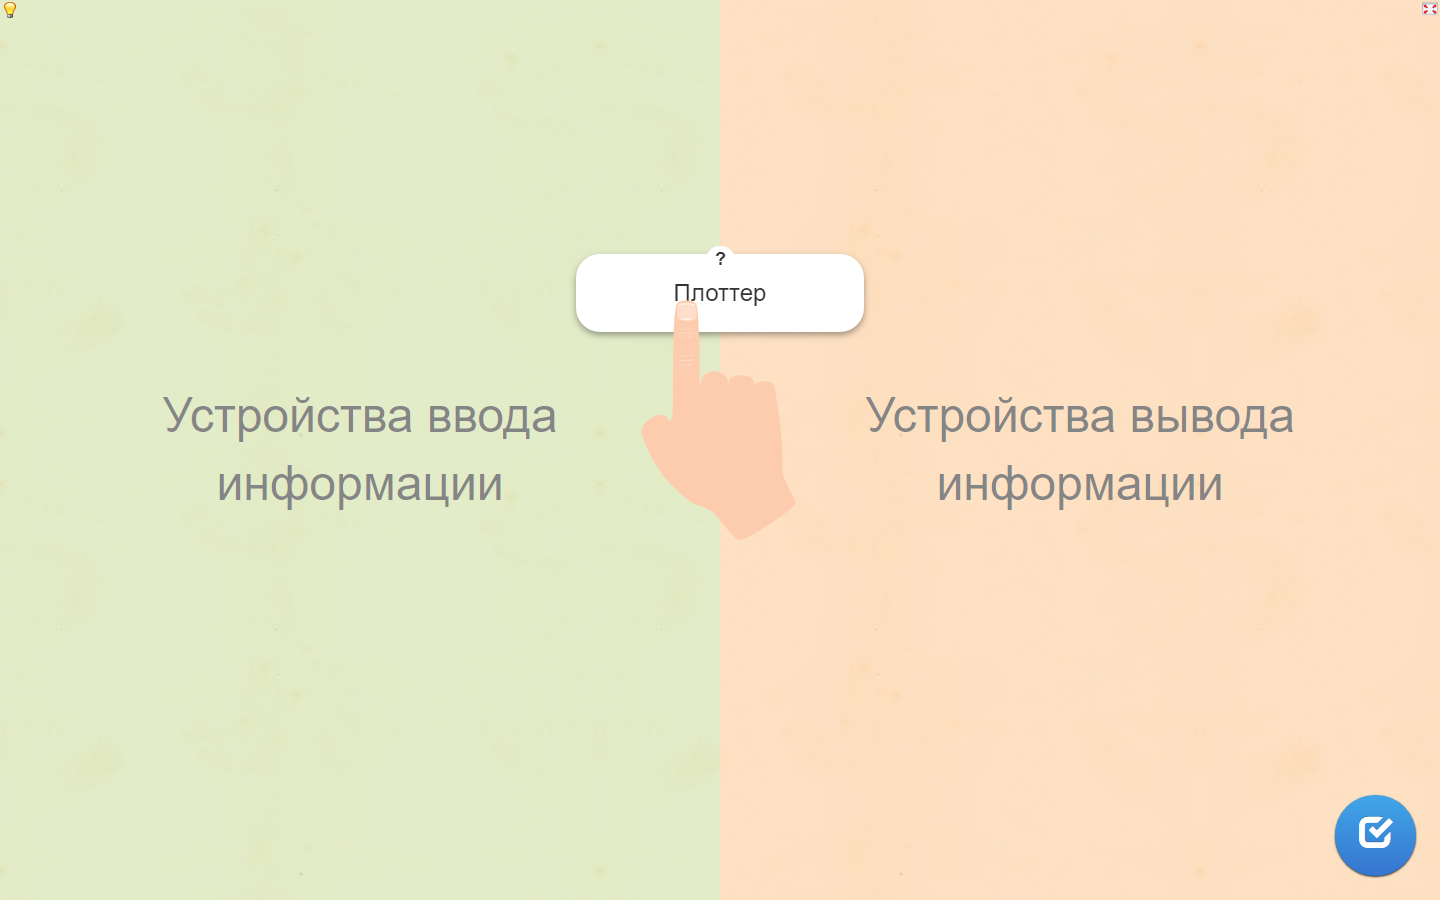 ?
Плоттер
Устройства ввода
информации
Устройства вывода
информации